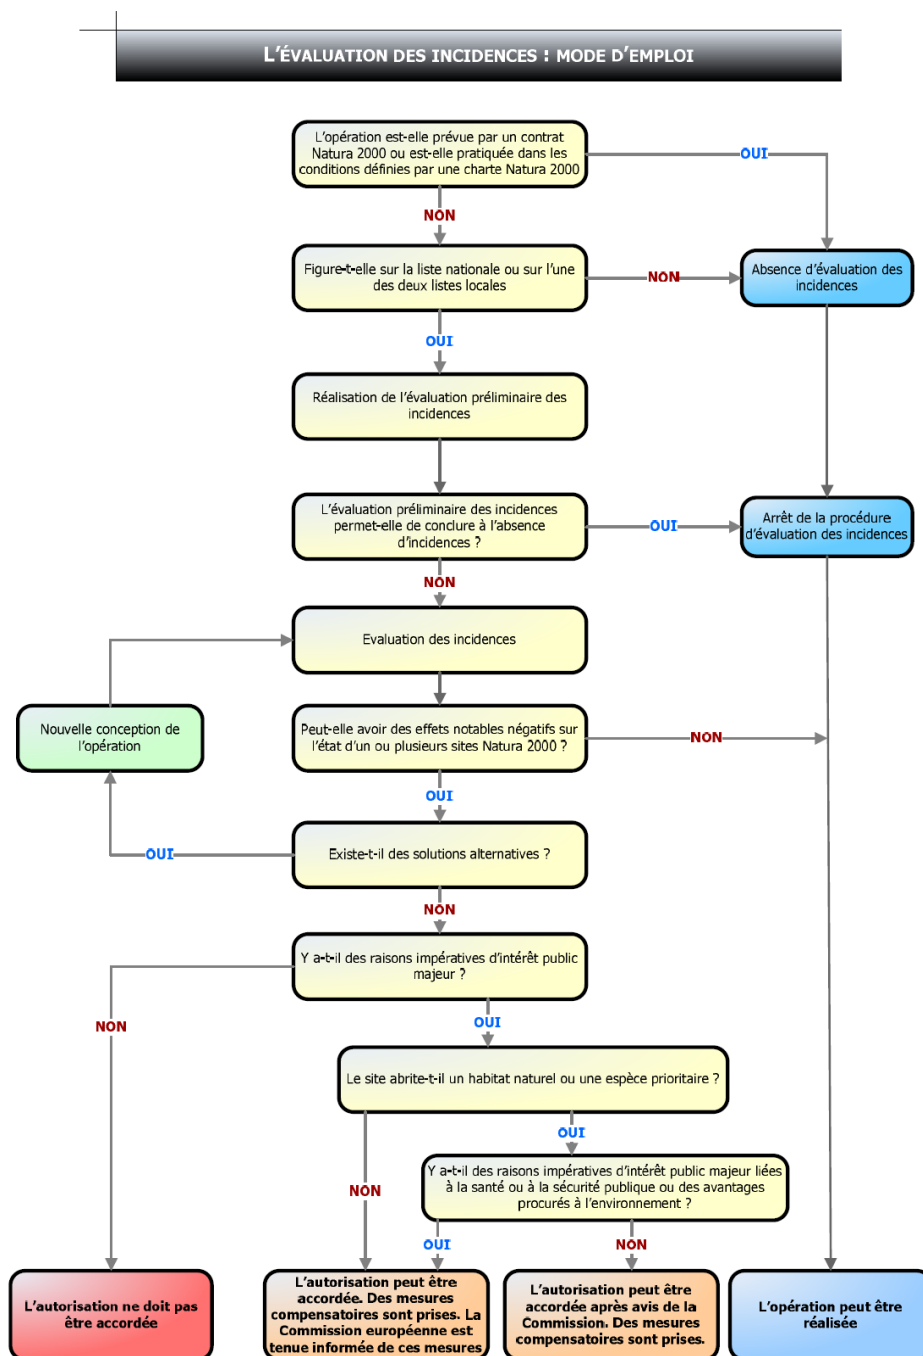 L'ÉVALUATION DES INCIDENCES : MODE D'EMPLOI
L'opération est-elle prévue par un contrat
Natura 2000 ou est-elle pratiquée dans les
conditions définies par une charte Natura 2000
OUI
NON
Figure-t-elle sur la liste nationale ou sur l'une
des deux listes locales
NON
Absence d'évaluation des
incidences
OUI
Réalisation de l'évaluation préliminaire des
incidences
L'évaluation préliminaire des incidences
permet-elle de conclure à l'absence
d'incidences ?
OUI
Arrêt de la procédure
d'évaluation des incidences
NON
Evaluation des incidences
Nouvelle conception de
l'opération
Peut-elle avoir des effets notables négatifs sur
l'état d'un ou plusieurs sites Natura 2000 ?
NON
OUI
OUI
Existe-t-il des solutions alternatives ?
NON
Y a-t-il des raisons impératives d'intérêt public
majeur ?
NON
OUI
Le site abrite-t-il un habitat naturel ou une espèce prioritaire ?
OUI
NON
Y a-t-il des raisons impératives d'intérêt public majeur liées
à la santé ou à la sécurité publique ou des avantages
procurés à l'environnement ?
OUI
NON
L'autorisation ne doit pas
être accordée
L'autorisation peut être
accordée. Des mesures
compensatoires sont prises. La
Commission européenne est
tenue informée de ces mesures
L'autorisation peut être
accordée après avis de la
Commission. Des mesures
compensatoires sont prises.
L'opération peut être
réalisée